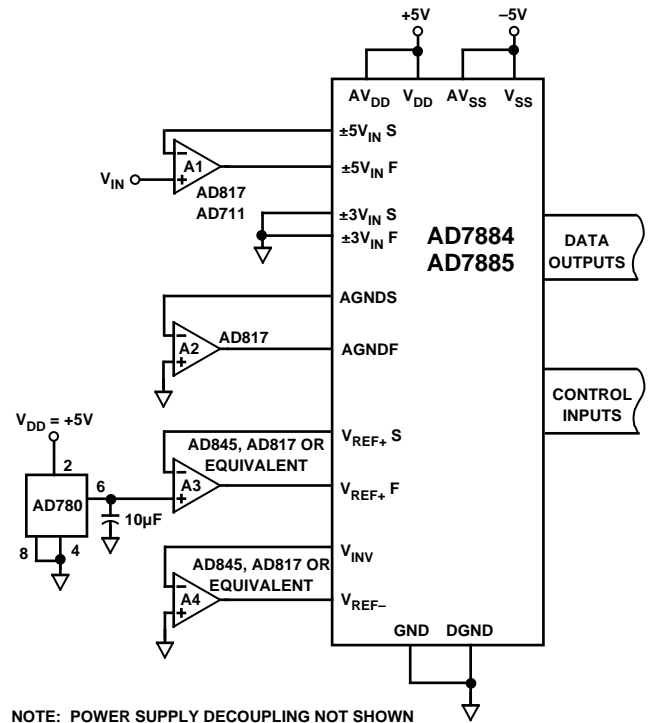 +5V
–5V
AVDD VDD AVSS VSS
±5VIN S
A1
VIN
±5VIN F
AD817
AD711
±3VIN S
±3VIN F
AD7884
AD7885
DATA
OUTPUTS
AGNDS
A2
AD817
AGNDF
CONTROL
INPUTS
VDD = +5V
2
VREF+ S
AD845, AD817 OR
EQUIVALENT
6
A3
VREF+ F
AD780
10µF
8
4
VINV
AD845, AD817 OR
EQUIVALENT
A4
VREF–
GND DGND
NOTE: POWER SUPPLY DECOUPLING NOT SHOWN